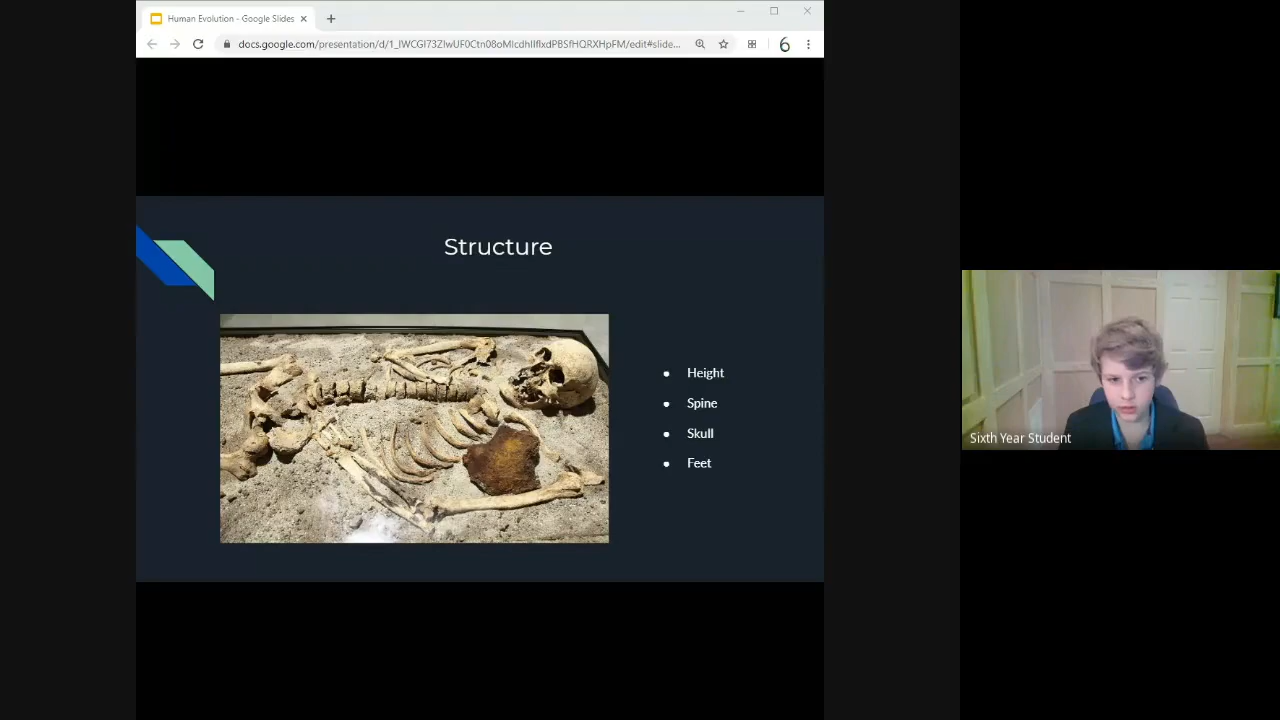 Human Evolution - Google Slides
Structure
Height
Spine
Skull
Feet
Sixth Year Student